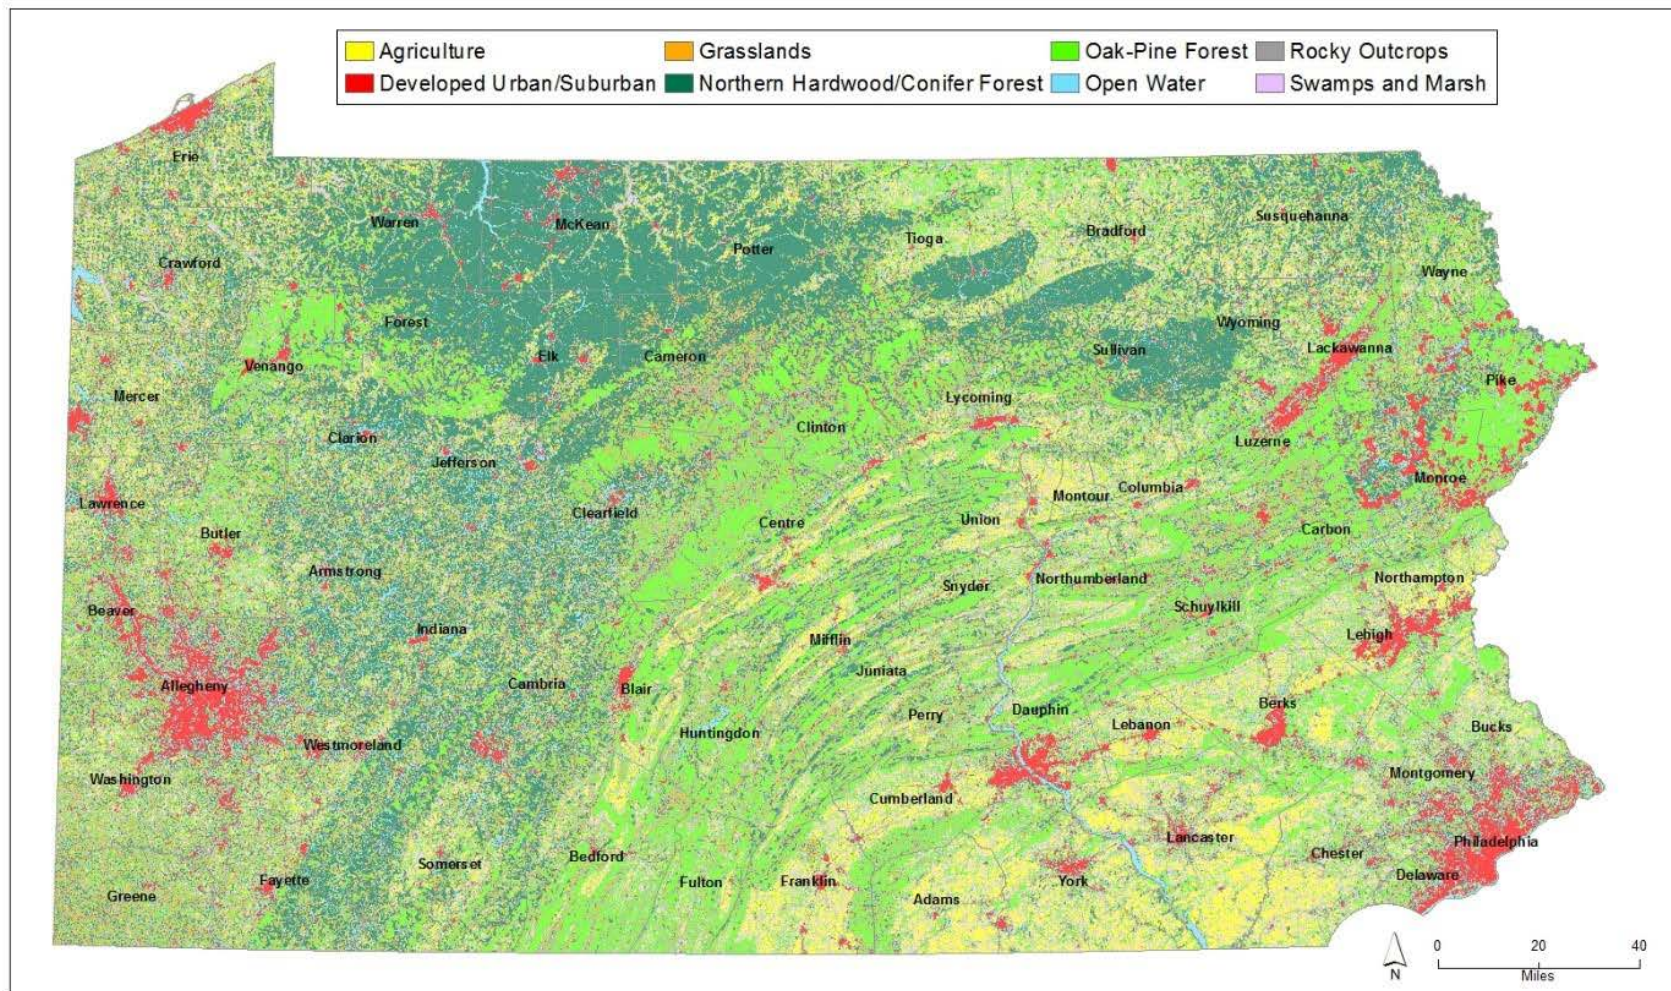 Agriculture Grasslands Oak-Pine Forest Rocky Outcrops
Developed Urban/Suburban Northern Hardwood/Conifer Forest Open Water Swamps and Marsh
Erie
Warren
McKean
Potter
Tioga
Bradford
Susquehanna
Crawford
Wayne
Forest
Elk
Cameron
Sullivan
Wyoming
Lackawanna
Venango
Pike
Mercer
Lycoming
Clinton
Clarion
Jefferson
Luzerne
Monroe
Lawrence
Clearfield
Centre
Union
Montour
Columbia
Carbon
Butler
Armstrong
Snyder
Northumberland
Northampton
Beaver
Schuylkill
Indiana
Mifflin
Lehigh
Juniata
Allegheny
Cambria
Blair
Perry
Dauphin
Berks
Huntingdon
Lebanon
Bucks
Westmoreland
Washington
Cumberland
Montgomery
Lancaster
Philadelphia
Chester
Somerset
Bedford
Delaware
Fayette
Fulton
Franklin
York
Greene
Adams
N
0 20 40
Miles